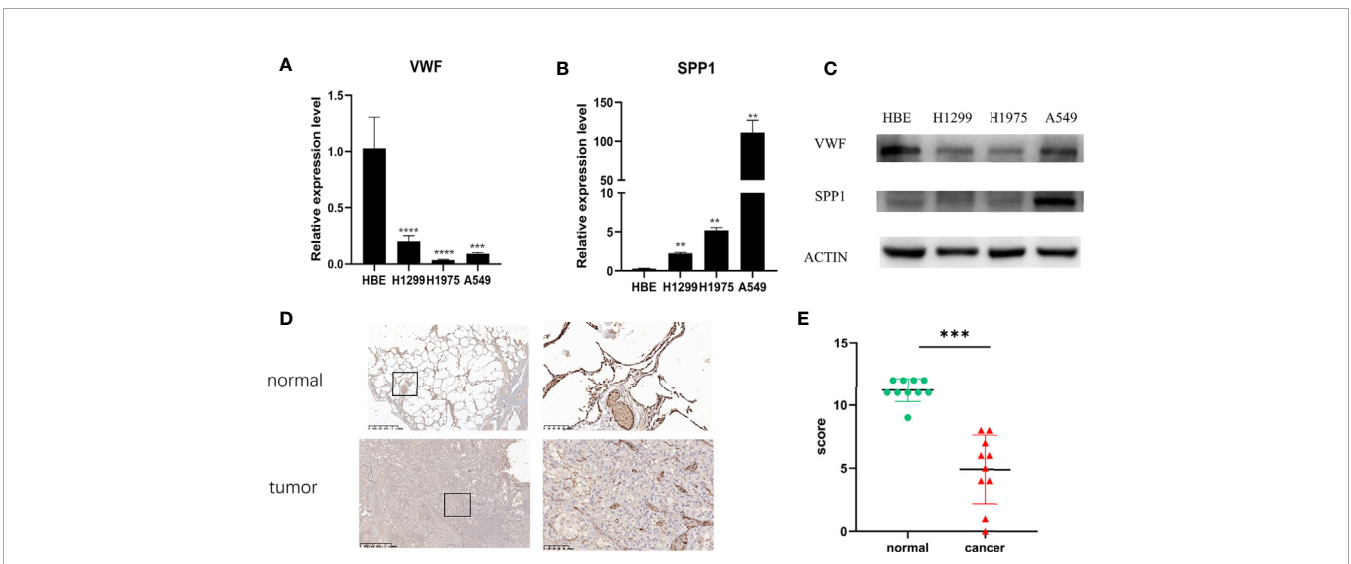 A
VWF
Relative expression level
1.5
1.0
0.5
0.0
****
****
***
HBE H1299 H1975 A549
B
SPP1
Relative expression level
150
100
50
10
5
0
**
**
**
HBE H1299 H1975 A549
C
HBE H1299 H1975 A549
VWF
SPP1
ACTIN
D
normal
tumor
E
***
score
15
10
5
0
normal cancer